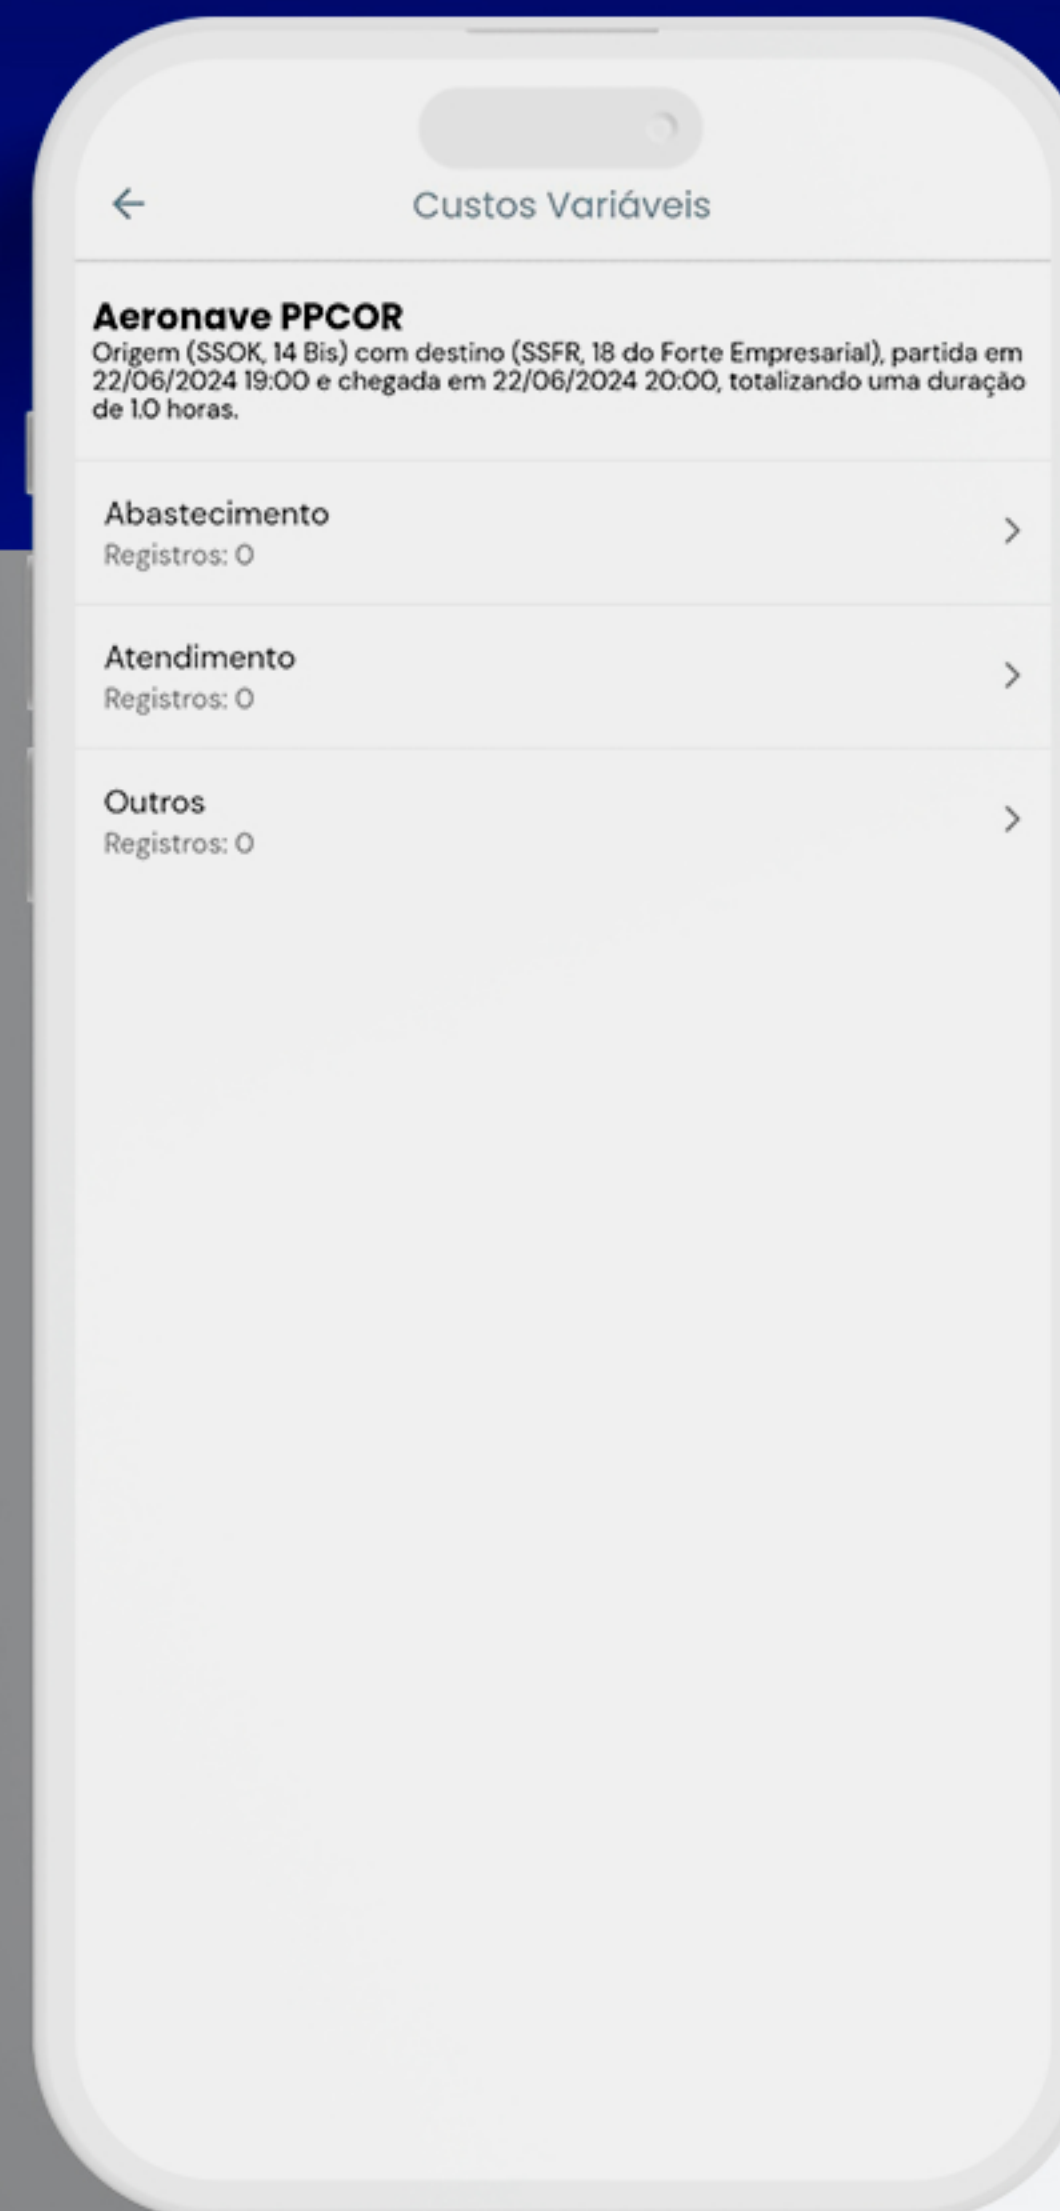 Custos Variáveis
Aeronave PPCOR
Origem (SSOK, 14 Bis) com destino (SSFR, 18 do Forte Empresarial), partida em
22/06/2024 19:00 e chegada em 22/06/2024 20:00, totalizando uma duração
de 1.0 horas.
Abastecimento
Registros: 0
Atendimento
Registros: 0
Outros
Registros: 0